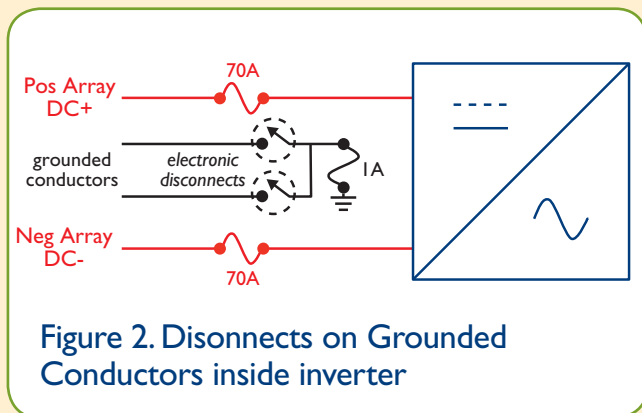 70A
Pos Array
DC+
grounded
conductors
electronic
disconnects
1A
Neg Array
DC-
70A
Figure 2. Disonnects on Grounded
Conductors inside inverter